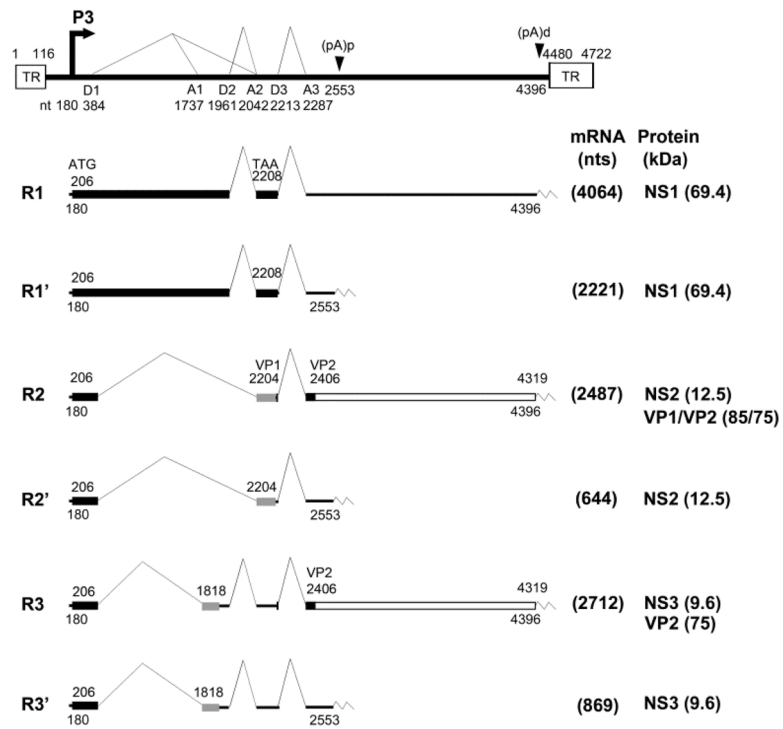 P3
(pA)p
(pA)d
1 116
4480 4722
TR
TR
D1 A1 D2 A2 D3 A3 2553 4396
nt 180 384 1737 1961 2042 2213 2287
mRNA Protein
(nts) (kDa)
ATG TAA
206 2208
R1 (4064) NS1 (69.4)
180 4396
206 2208
R1’ (2221) NS1 (69.4)
180 2553
VP1 VP2
206 2204 2406 4319
R2 (2487) NS2 (12.5)
180 4396
VP1/VP2 (85/75)
206 2204
R2’ (644) NS2 (12.5)
180 2553
VP2
206 1818 2406 4319
R3 (2712) NS3 (9.6)
180 4396
VP2 (75)
206 1818
R3’ (869) NS3 (9.6)
180 2553